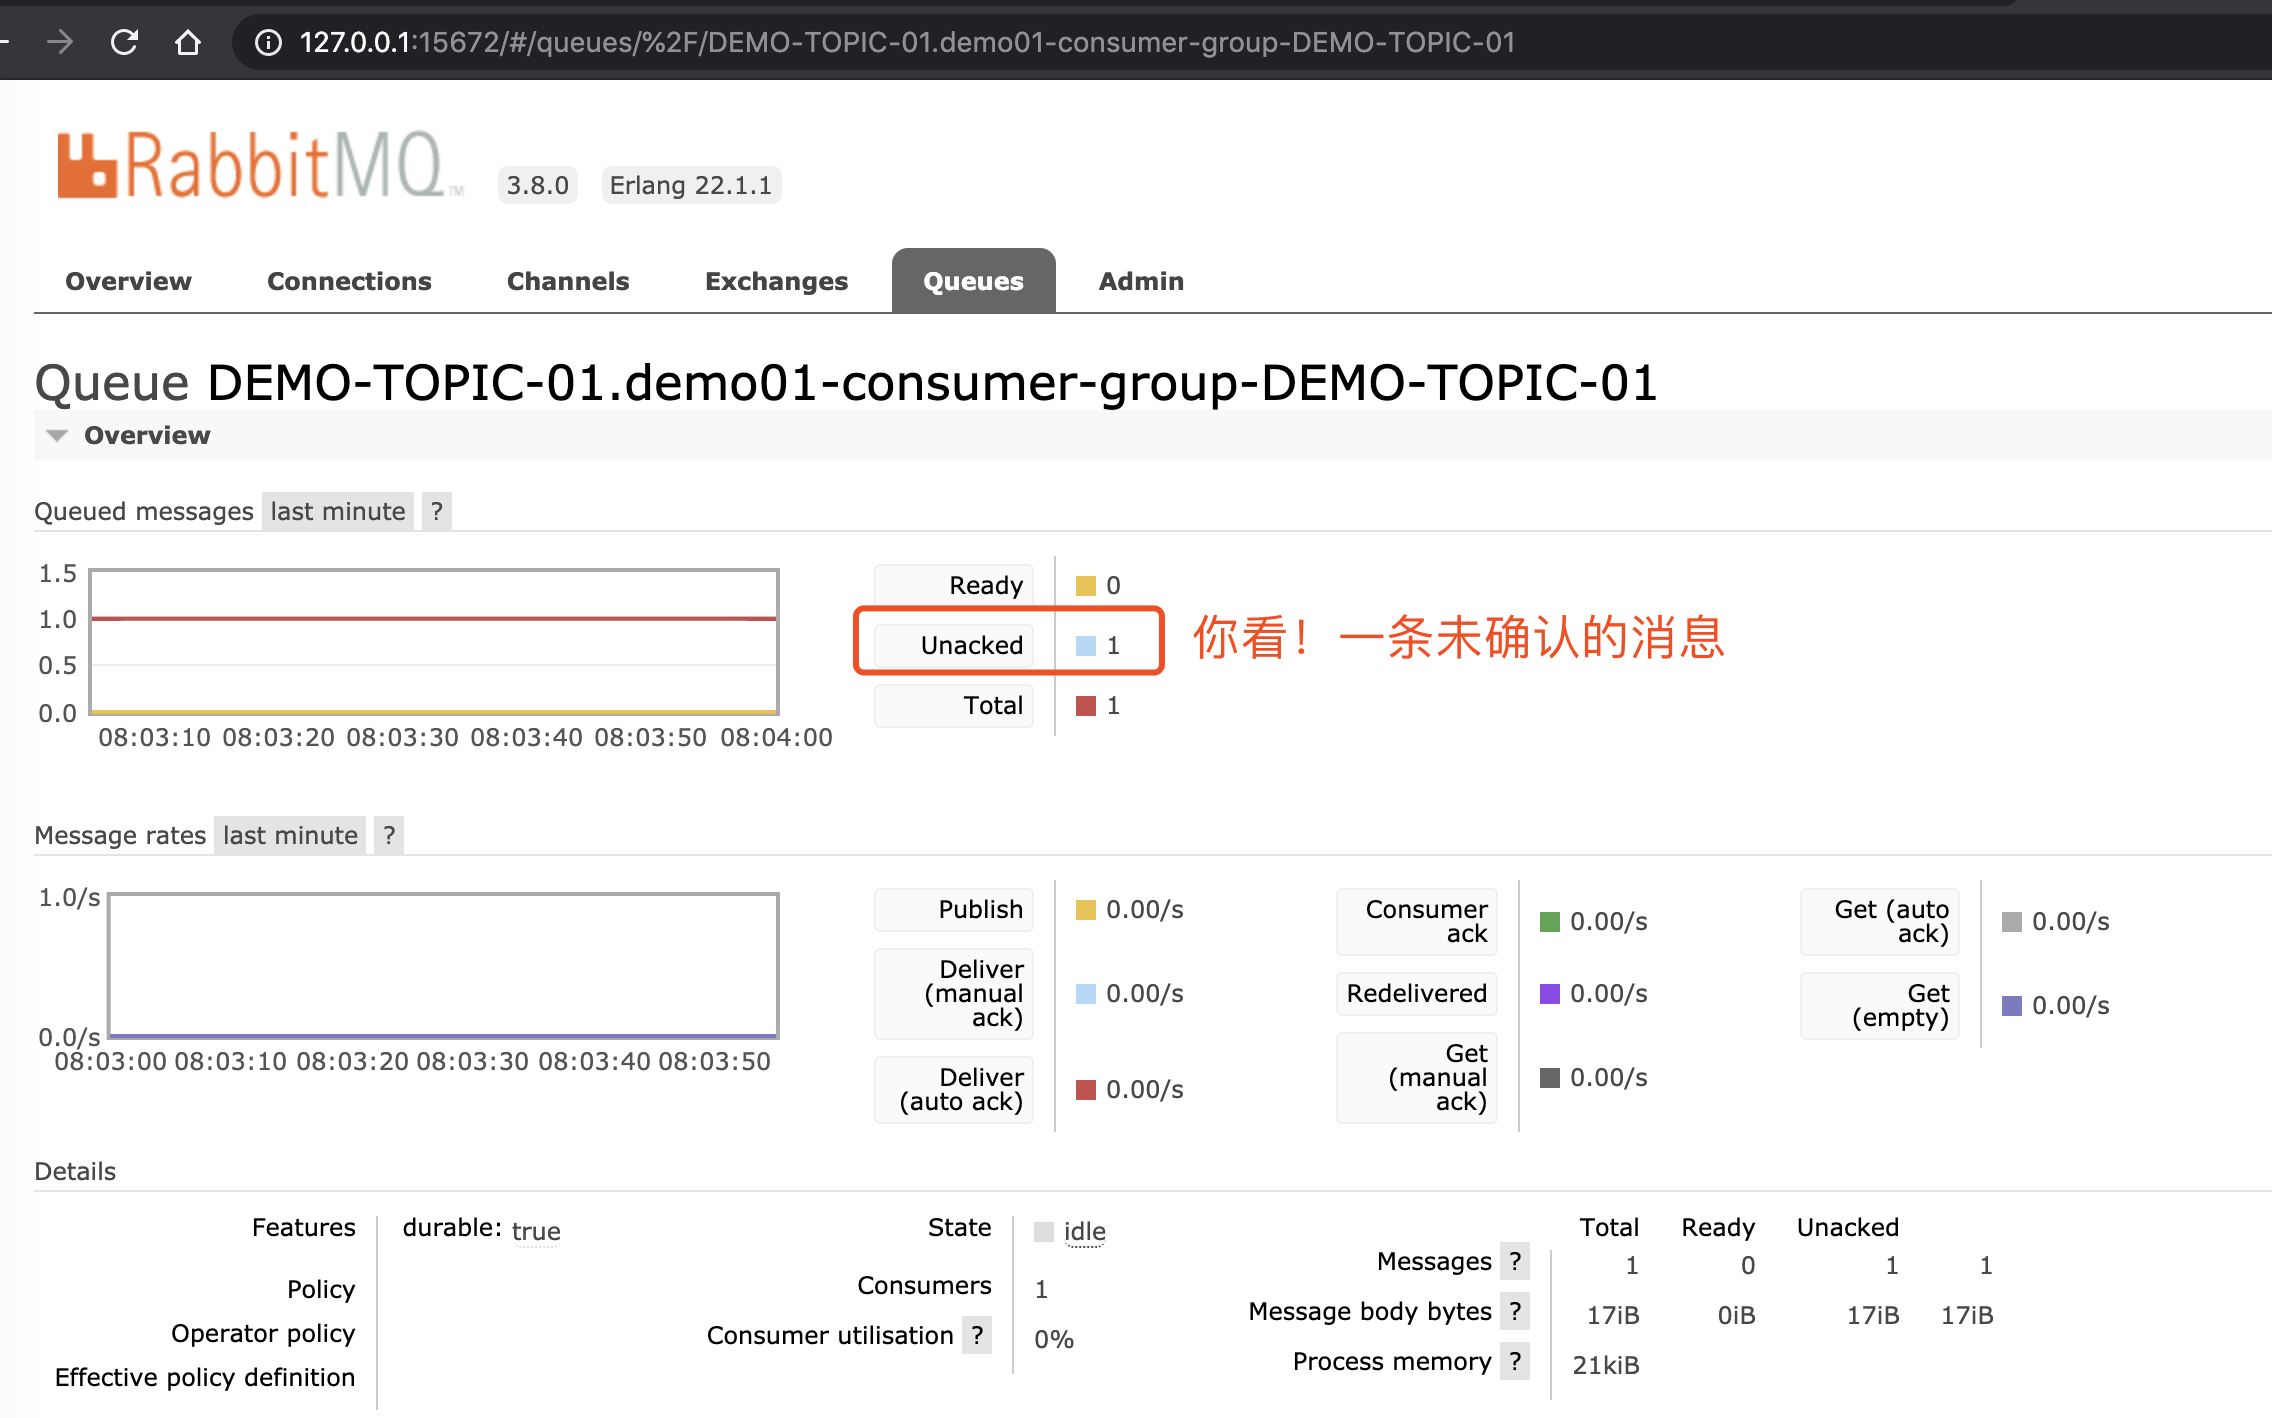 127.0.0.1:15672/#/queues/%2F/DEMO-TOPIC-01.demo01-consumer-group-DEMO-TOPIC-01
RabbitMQ TM 3.8.0 Erlang 22.1.1
Overview Connections Channels Exchanges Queues Admin
Queue DEMO-TOPIC-01.demo01-consumer-group-DEMO-TOPIC-01
Overview
Queued messages last minute ?
1.5
1.0
0.5
0.0
08:03:10 08:03:20 08:03:30 08:03:40 08:03:50 08:04:00
Ready 0
Unacked 1
你看！一条未确认的消息
Total 1
Message rates last minute ?
1.0/s
0.0/s
08:03:00 08:03:10 08:03:20 08:03:30 08:03:40 08:03:50
Publish 0.00/s
Deliver
(manual 0.00/s
ack)
Deliver
(auto ack) 0.00/s
Consumer
ack 0.00/s
Redelivered 0.00/s
Get
(manual 0.00/s
ack)
Get (auto
ack) 0.00/s
Get
(empty) 0.00/s
Details
Features durable: true
Policy
Operator policy
Effective policy definition
State idle
Consumers 1
Consumer utilisation ? 0%
Total Ready Unacked
Messages ? 1 0 1 1
Message body bytes ? 17iB 0iB 17iB 17iB
Process memory ? 21kiB